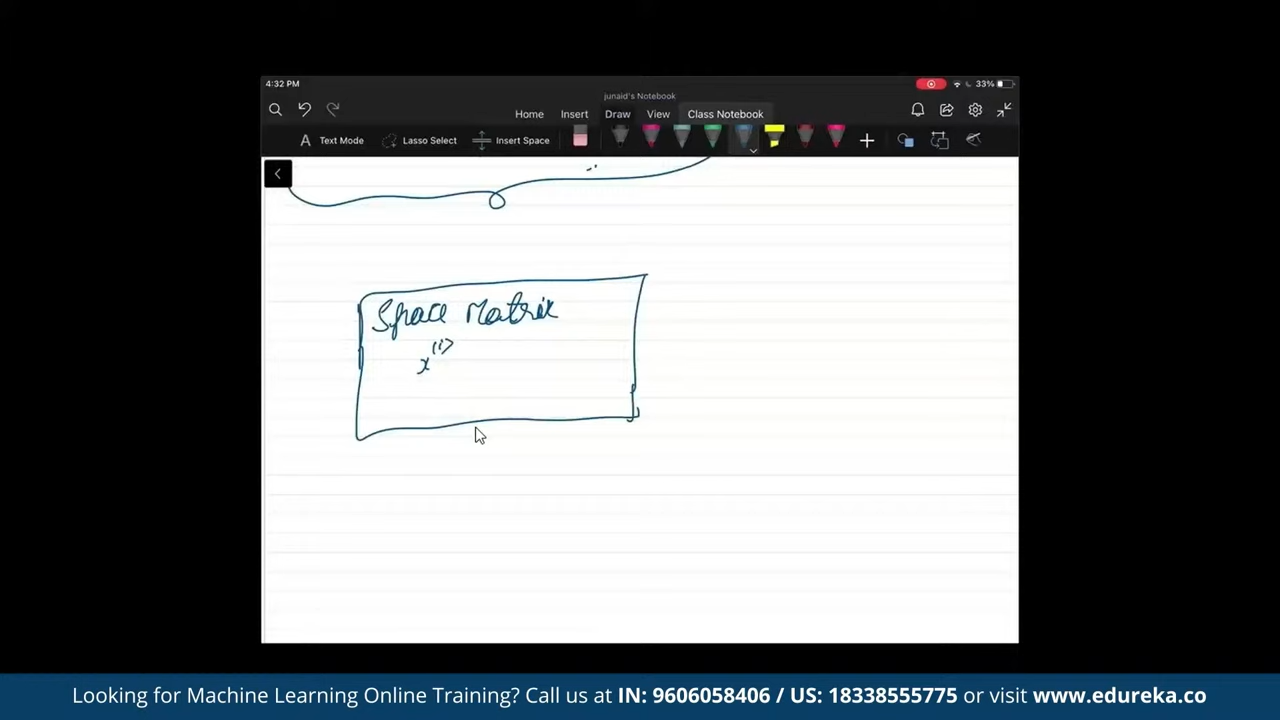 4:32 PM
33%
junaid's Notebook
Home Insert Draw View Class Notebook
Text Mode Lasso Select Insert Space
Space Matrix
x⁽¹⁾
Looking for Machine Learning Online Training? Call us at IN: 9606058406 / US: 18338555775 or visit www.edureka.co